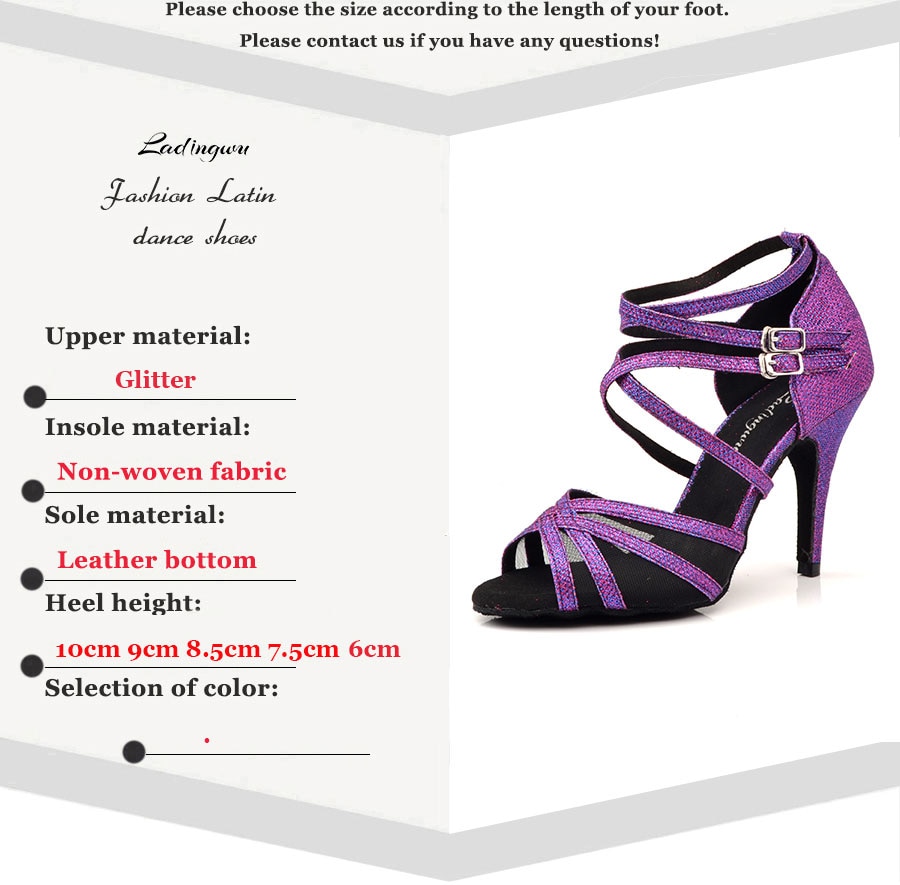 Please choose the size according to the length of your foot.
Please contact us if you have any questions!
Ladingwu
Fashion Latin
dance shoes
Upper material:
Glitter
Insole material:
Non-woven fabric
Sole material:
Leather bottom
Heel height:
10cm 9cm 8.5cm 7.5cm 6cm
Selection of color:
.
Ladingwu